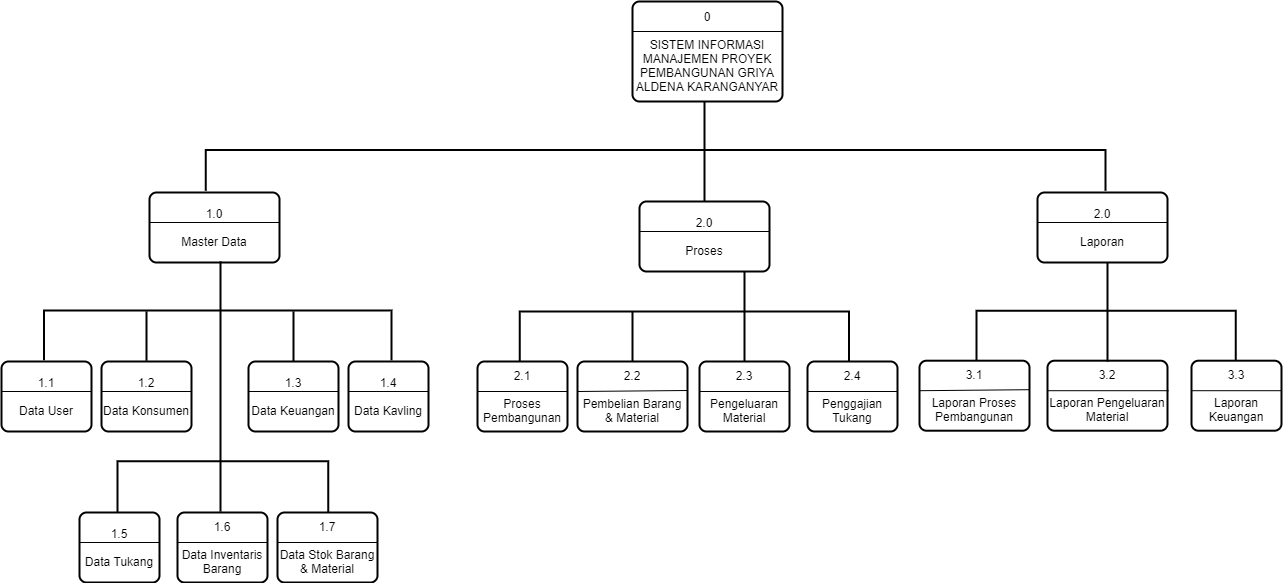 0
SISTEM INFORMASI
MANAJEMEN PROYEK
PEMBANGUNAN GRIYA
ALDENA KARANGANYAR
1.0
Master Data
2.0
Proses
2.0
Laporan
1.1
Data User
1.2
Data Konsumen
1.3
Data Keuangan
1.4
Data Kavling
2.1
Proses
Pembangunan
2.2
Pembelian Barang
& Material
2.3
Pengeluaran
Material
2.4
Penggajian
Tukang
3.1
Laporan Proses
Pembangunan
3.2
Laporan Pengeluaran
Material
3.3
Laporan
Keuangan
1.5
Data Tukang
1.6
Data Inventaris
Barang
1.7
Data Stok Barang
& Material